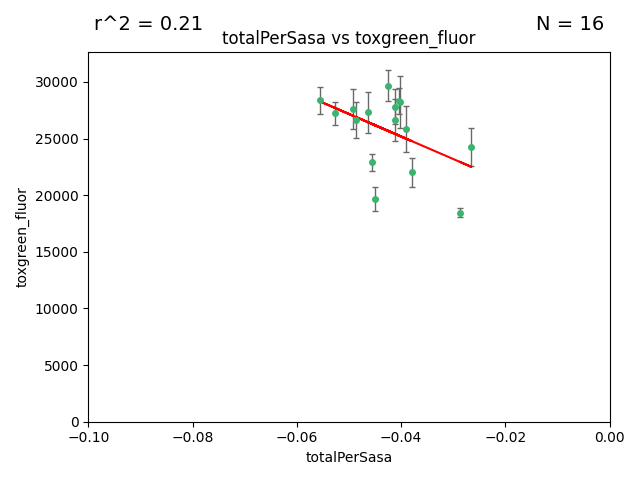 r^2 = 0.21
N = 16
totalPerSasa vs toxgreen_fluor
30000
25000
20000
15000
10000
5000
0
toxgreen_fluor
−0.10
−0.08
−0.06
−0.04
−0.02
0.00
totalPerSasa